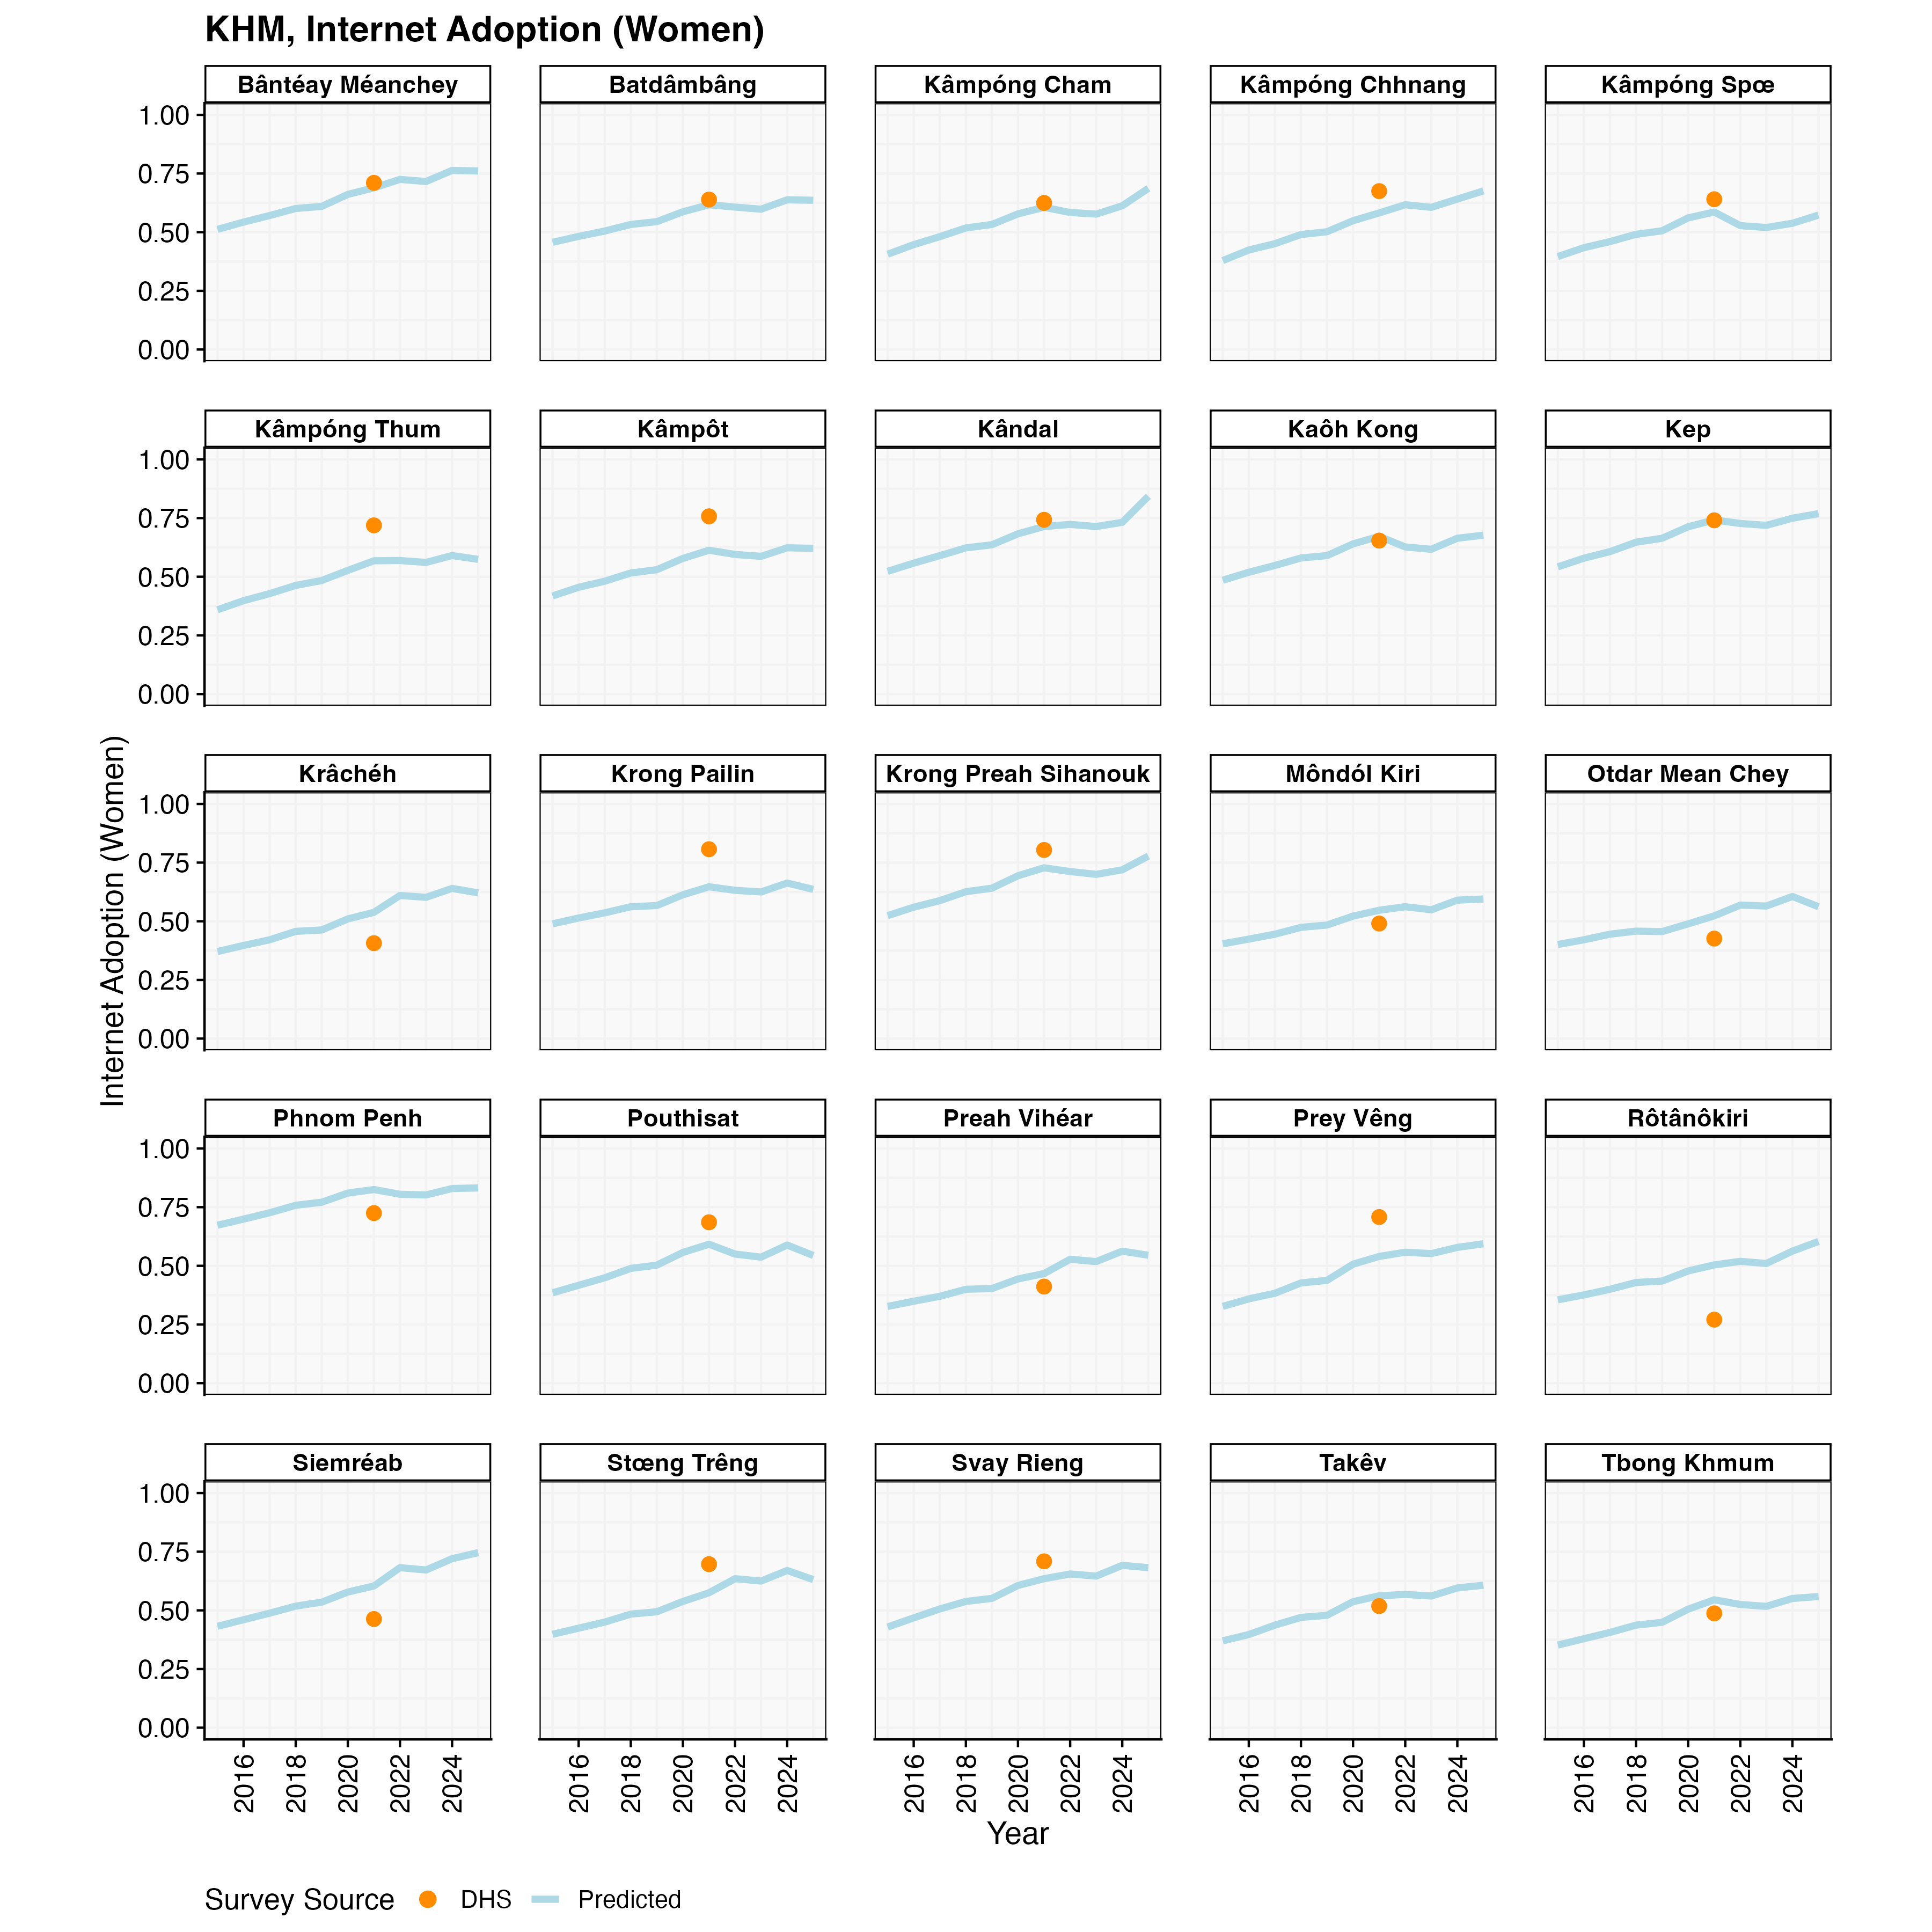 KHM, Internet Adoption (Women)
Bântéay Méanchey
Batdâmbâng
Kâmpóng Cham
Kâmpóng Chhnang
Kâmpóng Spœ
1.00
0.75
0.50
0.25
0.00
Kâmpóng Thum
Kâmpôt
Kândal
Kaôh Kong
Kep
1.00
0.75
0.50
0.25
0.00
Internet Adoption (Women)
Krâchéh
Krong Pailin
Krong Preah Sihanouk
Môndól Kiri
Otdar Mean Chey
1.00
0.75
0.50
0.25
0.00
Phnom Penh
Pouthisat
Preah Vihéar
Prey Vêng
Rôtânôkiri
1.00
0.75
0.50
0.25
0.00
Siemréab
Stœng Trêng
Svay Rieng
Takêv
Tbong Khmum
1.00
0.75
0.50
0.25
0.00
2016 2018 2020 2022 2024
2016 2018 2020 2022 2024
2016 2018 2020 2022 2024
2016 2018 2020 2022 2024
2016 2018 2020 2022 2024
Year
Survey Source DHS Predicted